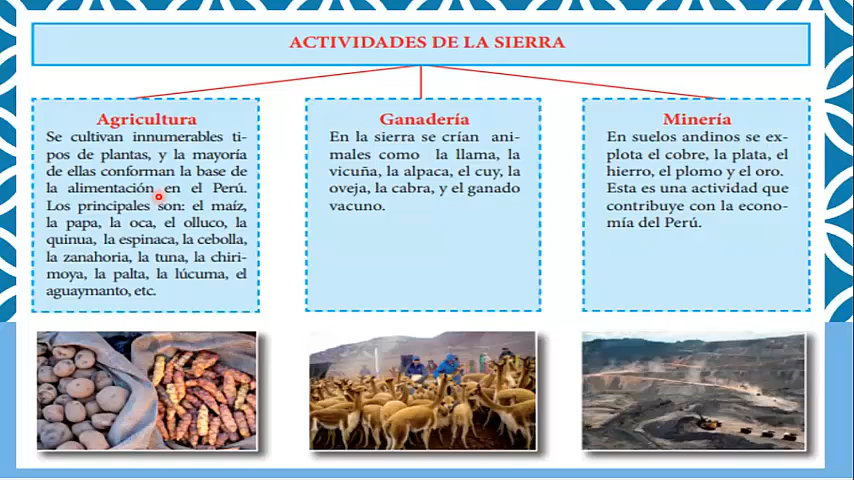 ACTIVIDADES DE LA SIERRA
Agricultura
Se cultivan innumerables ti-
pos de plantas, y la mayoría
de ellas conforman la base de
la alimentación en el Perú.
Los principales son: el maíz,
la papa, la oca, el olluco, la
quinua, la espinaca, la cebolla,
la zanahoria, la tuna, la chiri-
moya, la palta, la lúcuma, el
aguaymanto, etc.
Ganadería
En la sierra se crían ani-
males como la llama, la
vicuña, la alpaca, el cuy, la
oveja, la cabra, y el ganado
vacuno.
Minería
En suelos andinos se ex-
plota el cobre, la plata, el
hierro, el plomo y el oro.
Esta es una actividad que
contribuye con la econo-
mía del Perú.